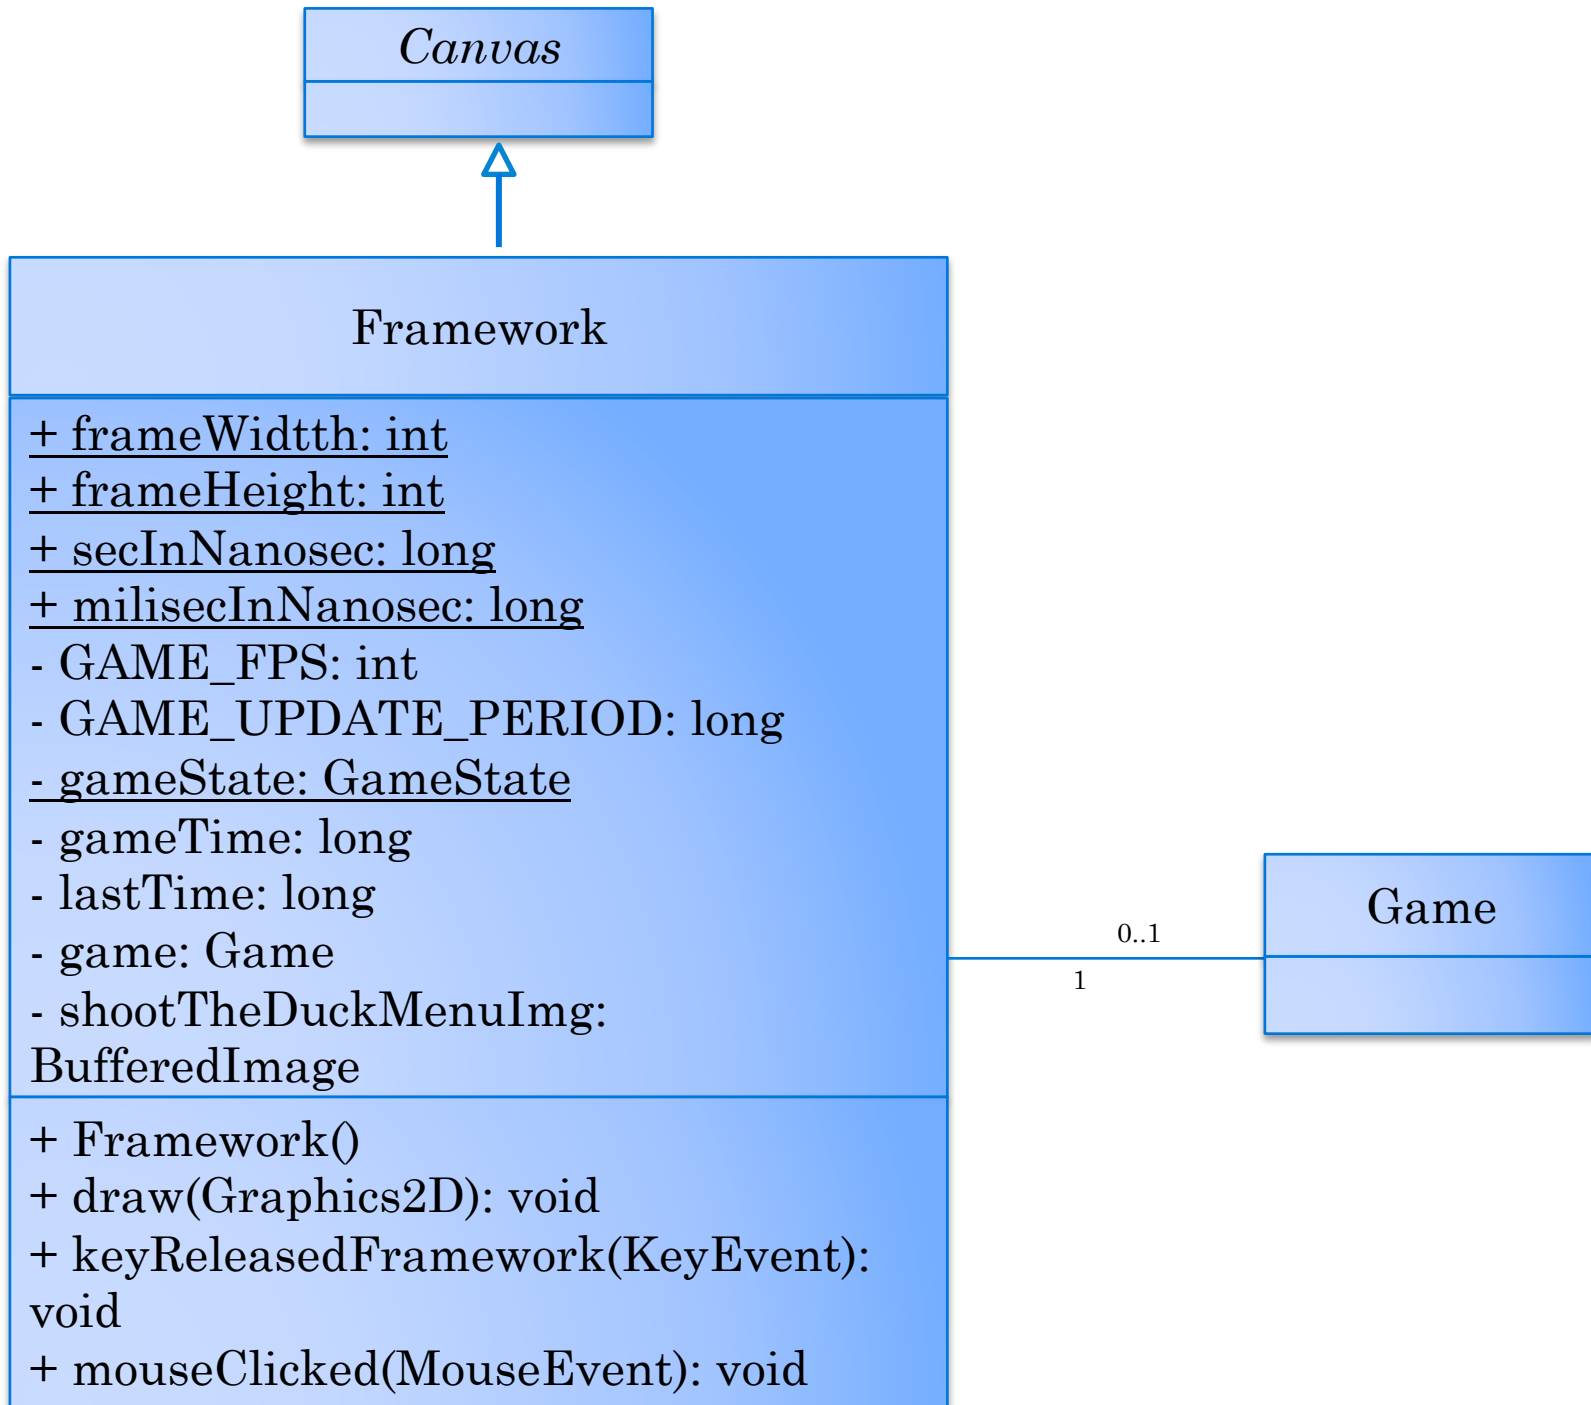 Canvas
Framework
+ frameWidtth: int
+ frameHeight: int
+ secInNanosec: long
+ milisecInNanosec: long
- GAME_FPS: int
- GAME_UPDATE_PERIOD: long
- gameState: GameState
- gameTime: long
- lastTime: long
- game: Game
- shootTheDuckMenuImg:
BufferedImage
+ Framework()
+ draw(Graphics2D): void
+ keyReleasedFramework(KeyEvent):
void
+ mouseClicked(MouseEvent): void
0..1
1
Game